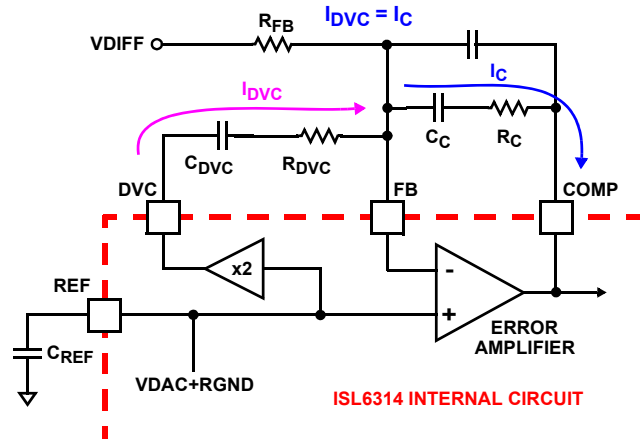 RFB
IDVC = IC
VDIFF
IC
IDVC
CC
RC
CDVC
RDVC
DVC
FB
COMP
x2
REF
-
+
CREF
ERROR
AMPLIFIER
VDAC+RGND
ISL6314 INTERNAL CIRCUIT